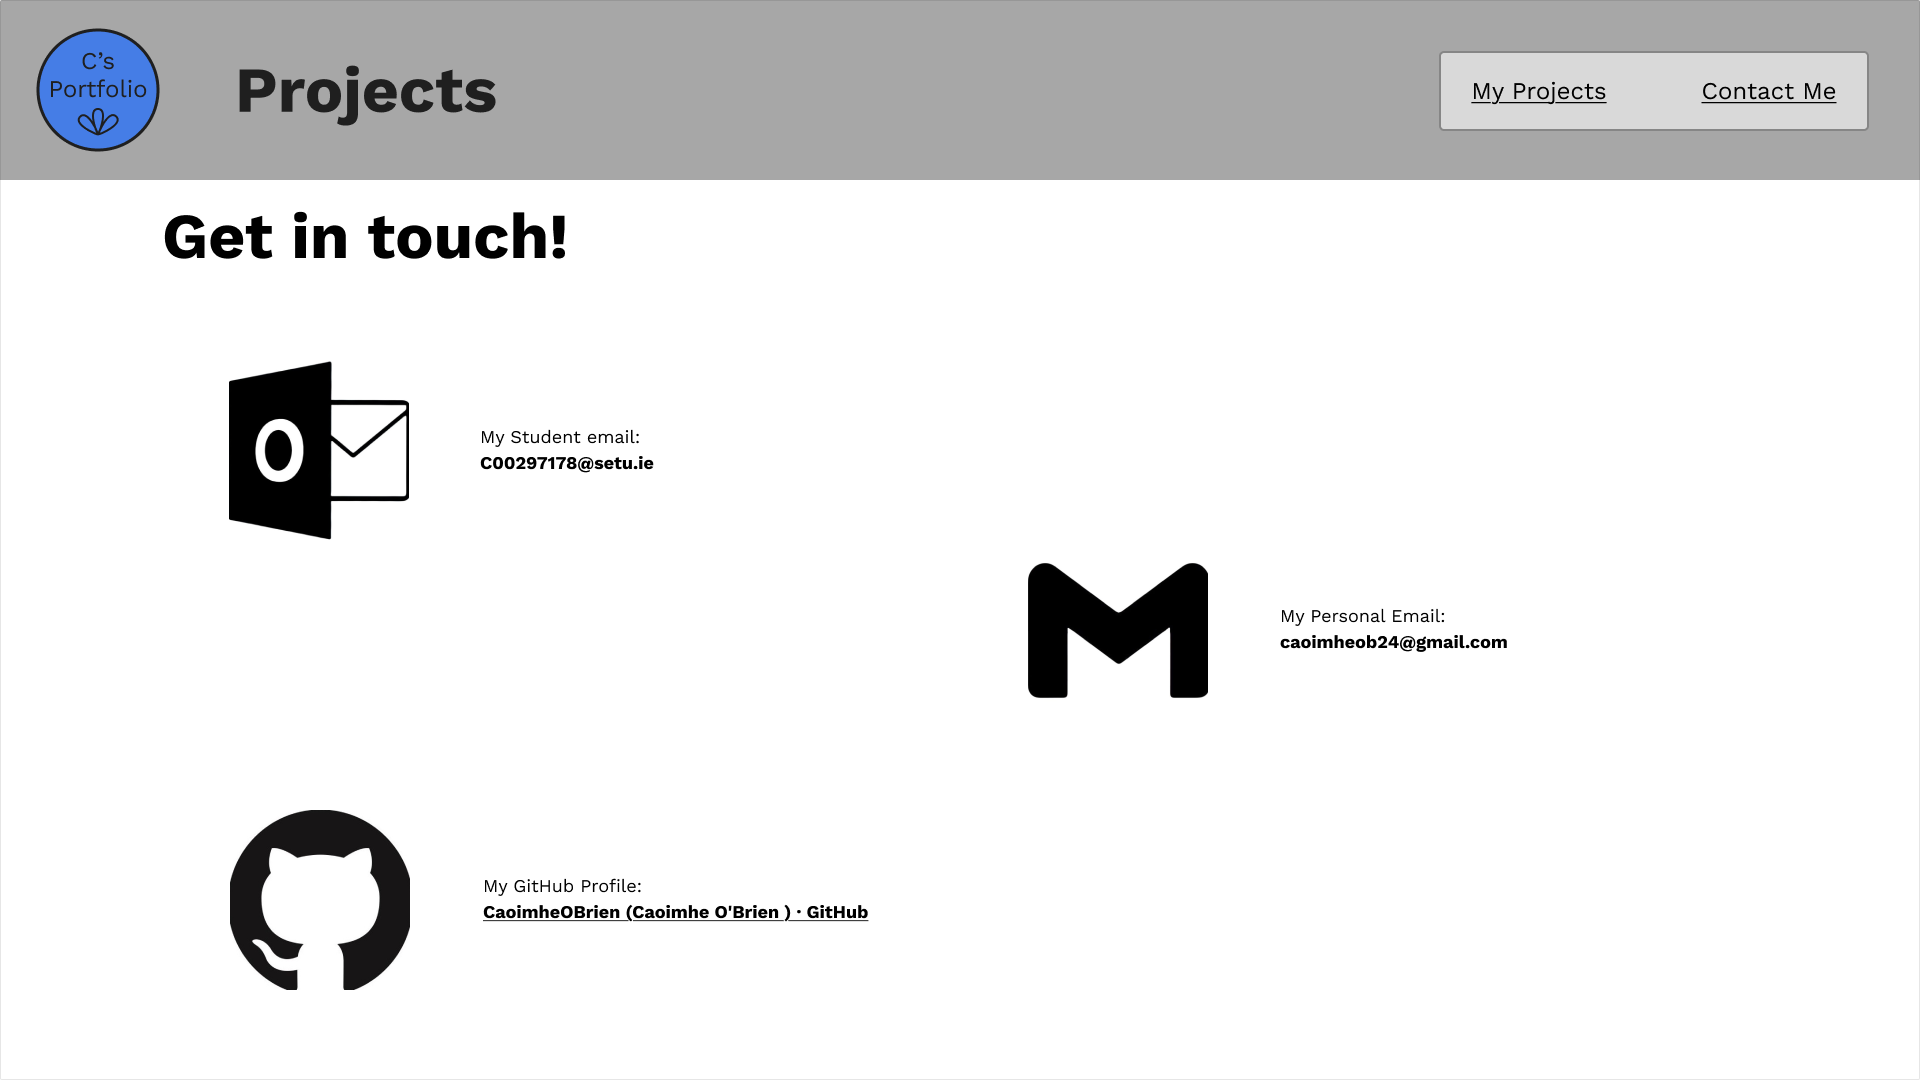 C’s
Portfolio
Projects
My Projects
Contact Me
Get in touch!
My Student email:
C00297178@setu.ie
My Personal Email:
caoimheob24@gmail.com
My GitHub Profile:
CaoimheOBrien (Caoimhe O'Brien ) · GitHub